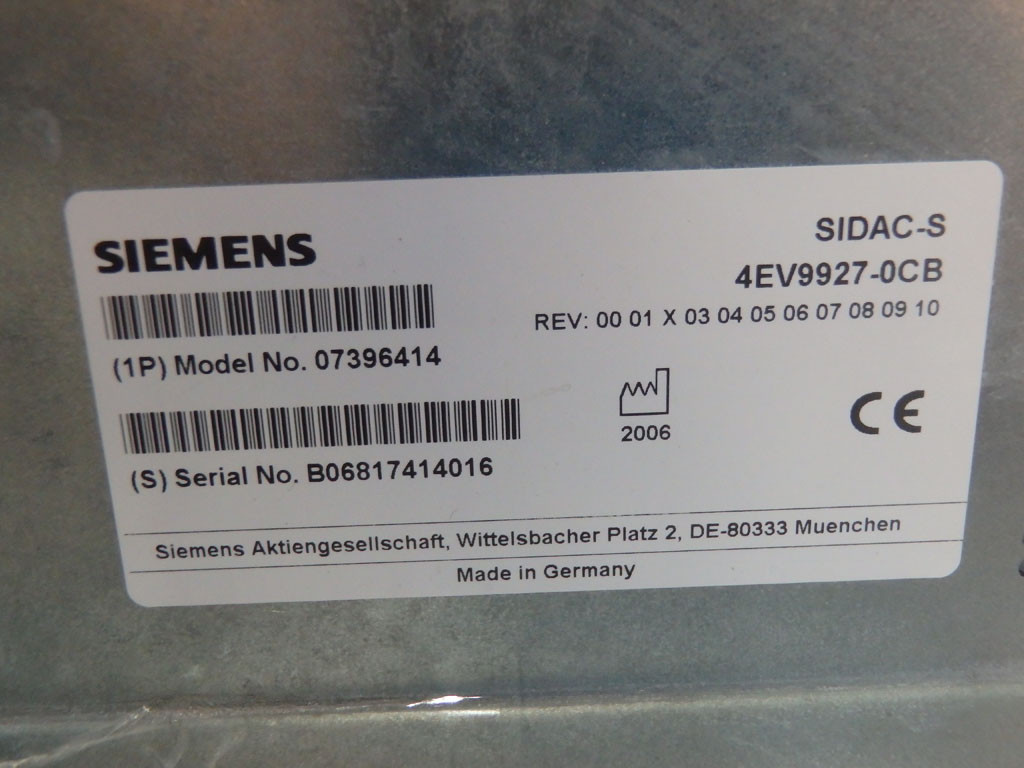 SIEMENS
SIDAC-S
4EV9927-0CB
REV: 00 01 X 03 04 05 06 07 08 09 10
(1P) Model No. 07396414
2006
CE
(S) Serial No. B06817414016
Siemens Aktiengesellschaft, Wittelsbacher Platz 2, DE-80333 Muenchen
Made in Germany